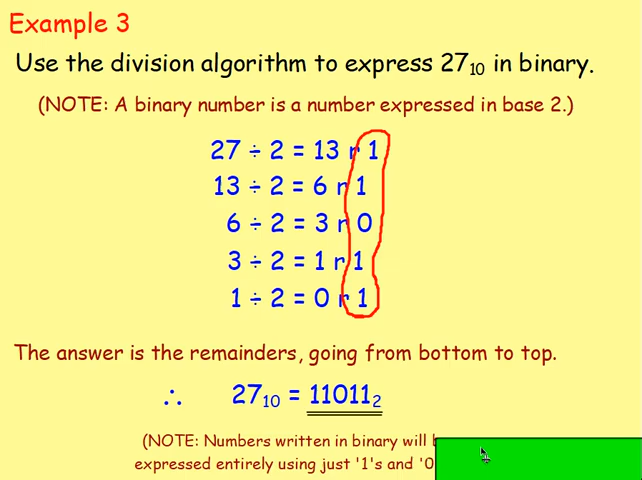 Example 3
Use the division algorithm to express 27₁₀ in binary.
(NOTE: A binary number is a number expressed in base 2.)
27 ÷ 2 = 13 r 1
13 ÷ 2 = 6 r 1
6 ÷ 2 = 3 r 0
3 ÷ 2 = 1 r 1
1 ÷ 2 = 0 r 1
The answer is the remainders, going from bottom to top.
∴ 27₁₀ = 11011₂
(NOTE: Numbers written in binary will
expressed entirely using just '1's and '0